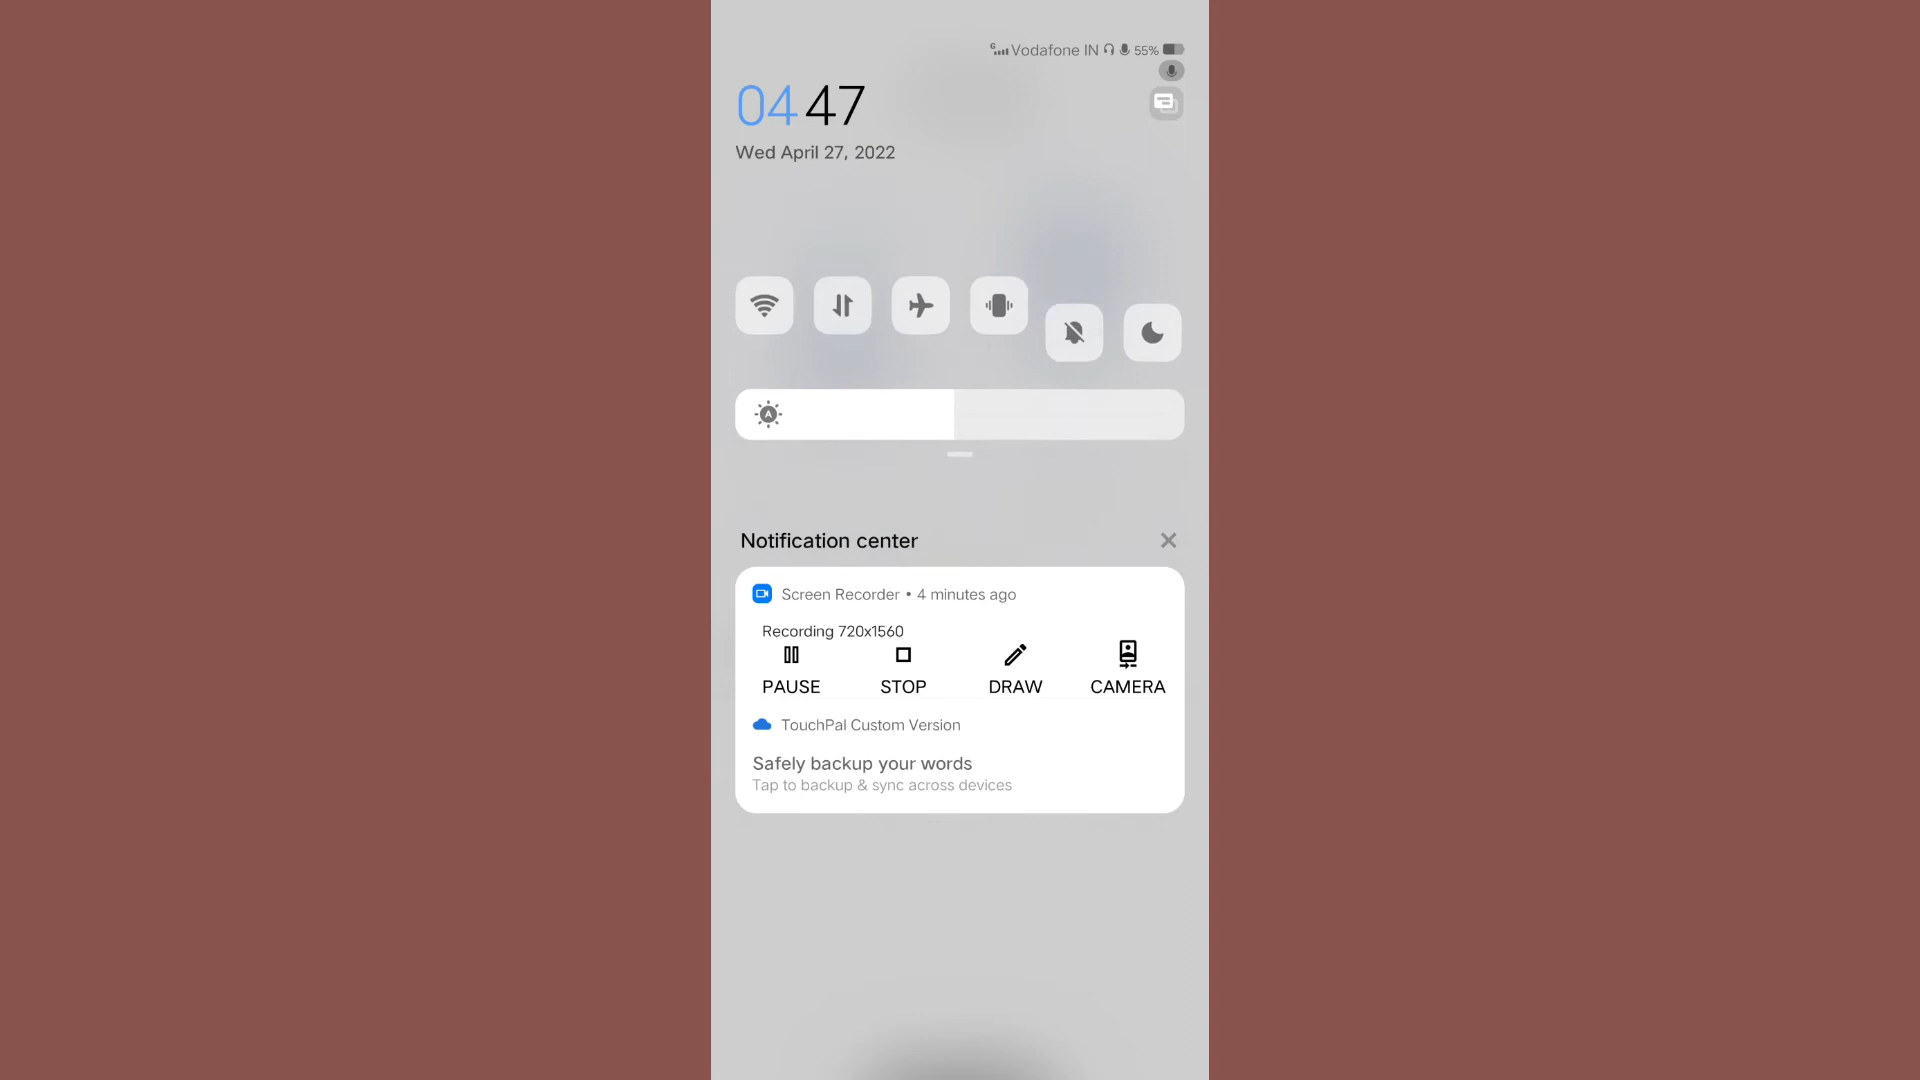 G Vodafone IN 55%
04 47
Wed April 27, 2022
A
Notification center
Screen Recorder • 4 minutes ago
Recording 720x1560
PAUSE STOP DRAW CAMERA
TouchPal Custom Version
Safely backup your words
Tap to backup & sync across devices